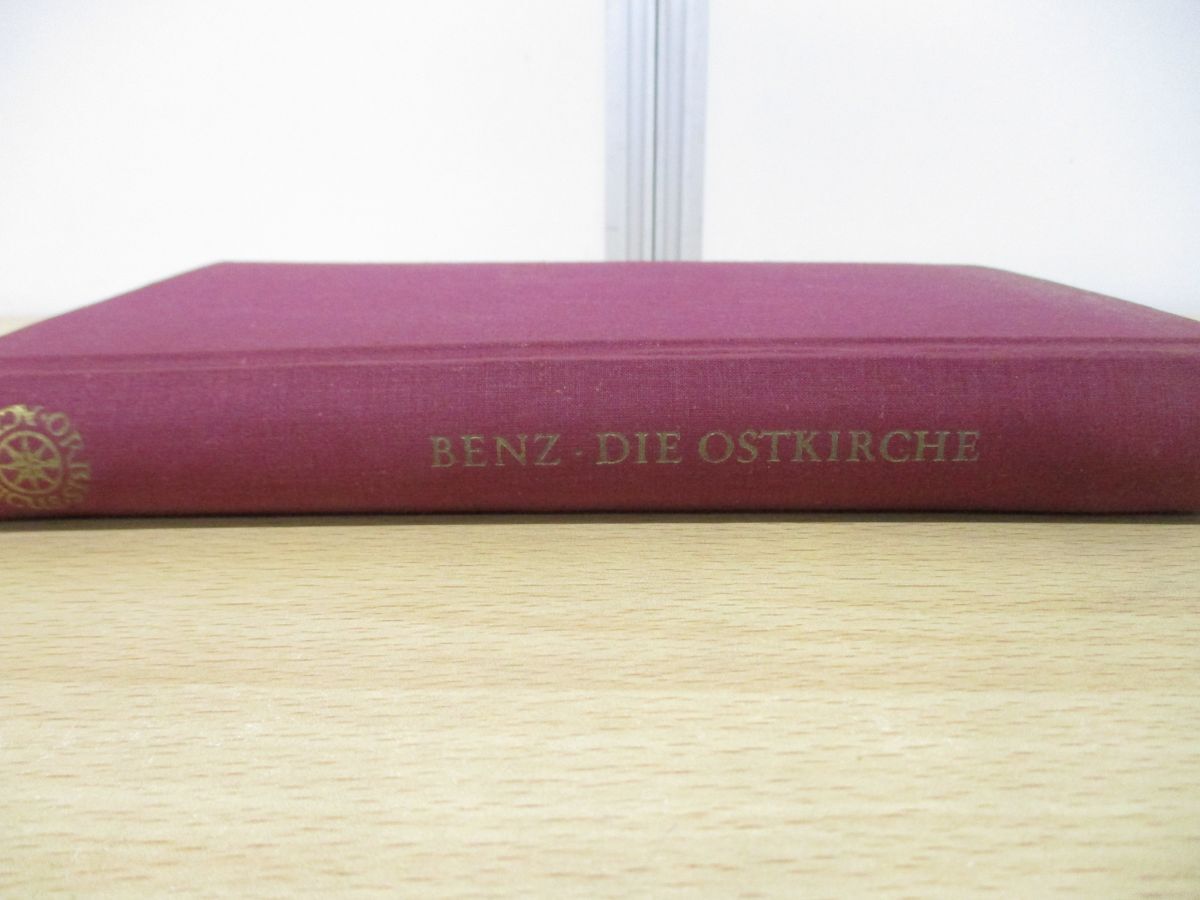 BENZ · DIE OSTKIRCHE